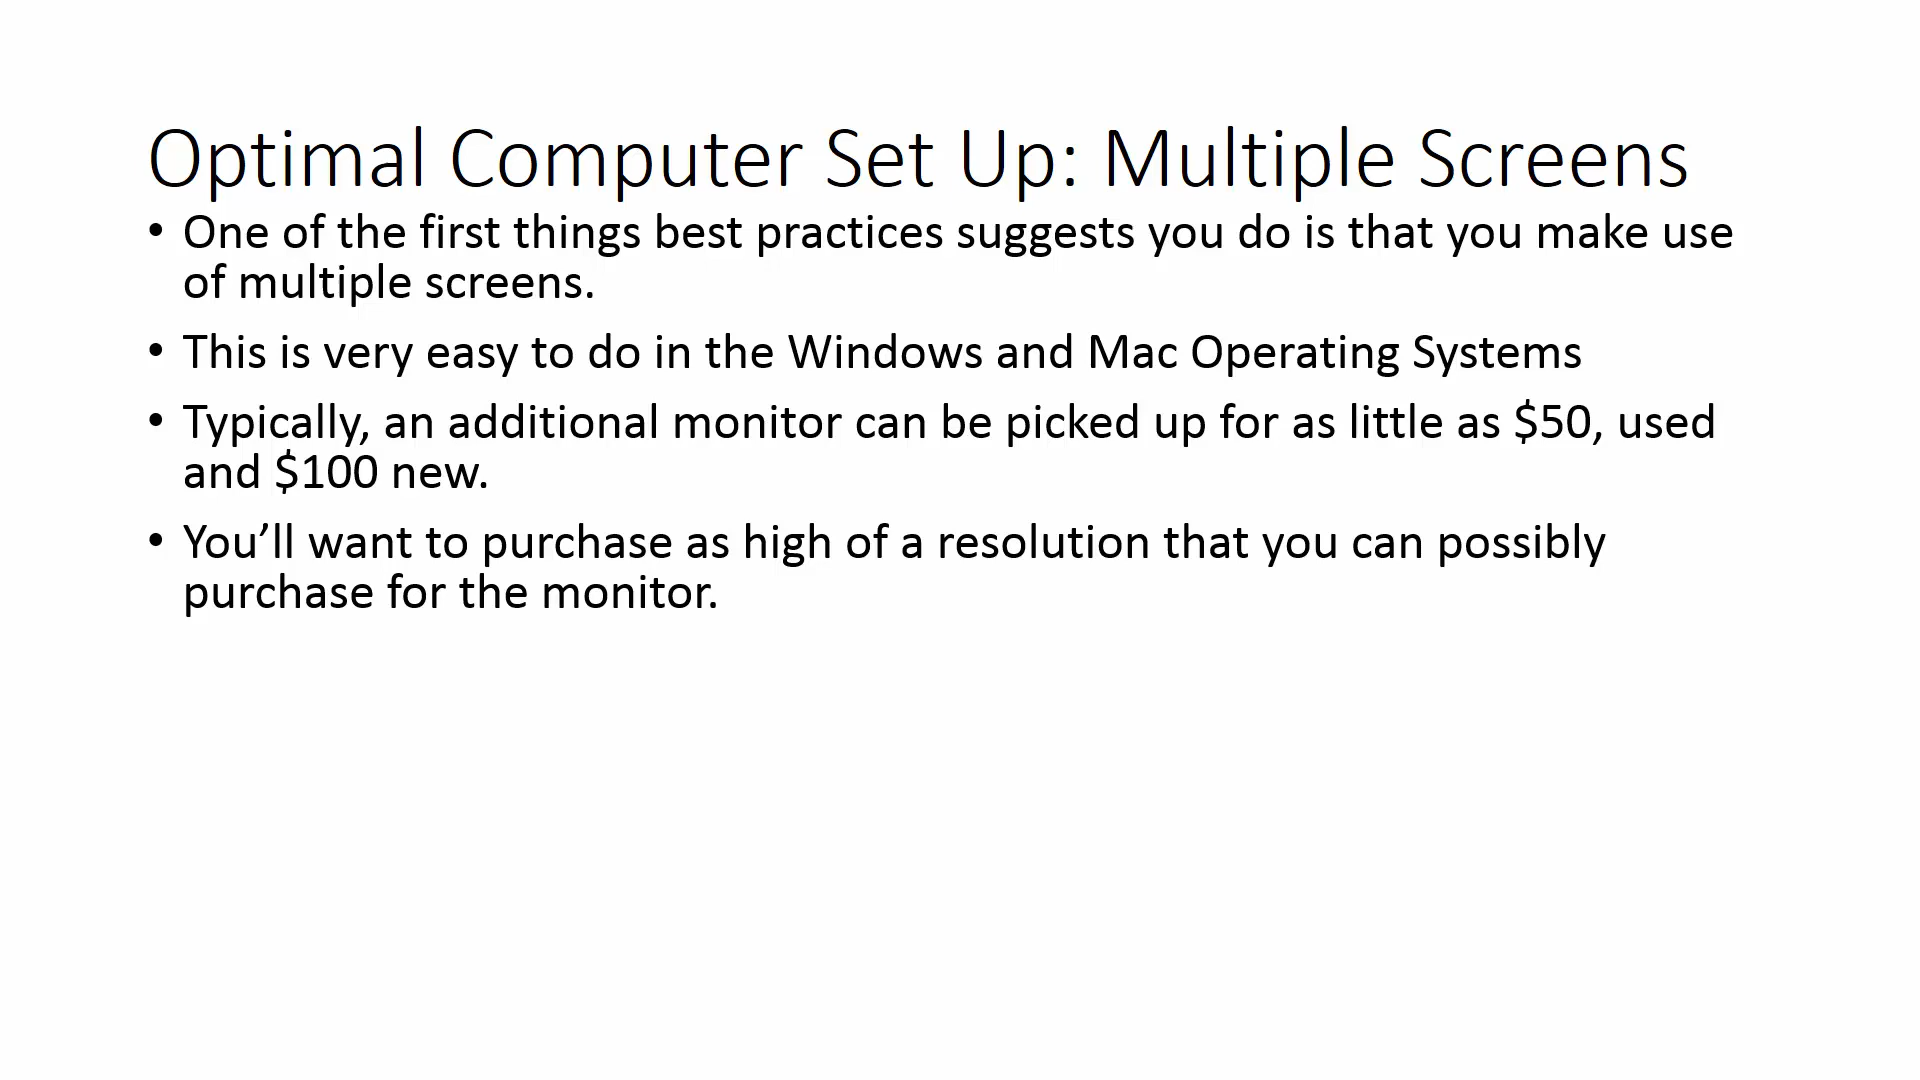 Optimal Computer Set Up: Multiple Screens
• One of the first things best practices suggests you do is that you make use
of multiple screens.
• This is very easy to do in the Windows and Mac Operating Systems
• Typically, an additional monitor can be picked up for as little as $50, used
and $100 new.
• You’ll want to purchase as high of a resolution that you can possibly
purchase for the monitor.